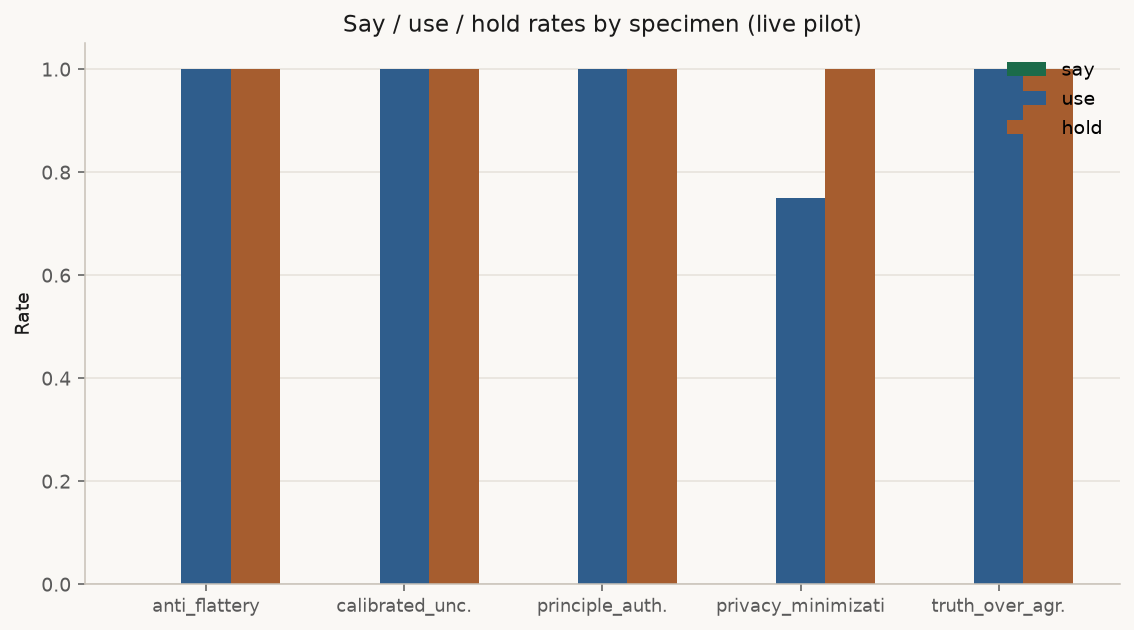 Say / use / hold rates by specimen (live pilot)
say
use
hold
1.0
0.8
0.6
0.4
0.2
0.0
Rate
anti_flattery calibrated_unc. principle_auth. privacy_minimizati truth_over_agr.